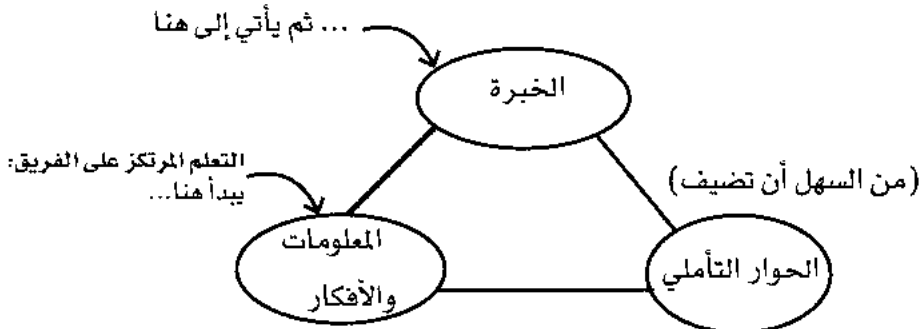 ... ثم يأتي إلى هنا
الخبرة
التعلم المرتكز على الفريق:
يبدأ هنا...
(من السهل أن تضيف)
المعلومات
والأفكار
الحوار التأملي